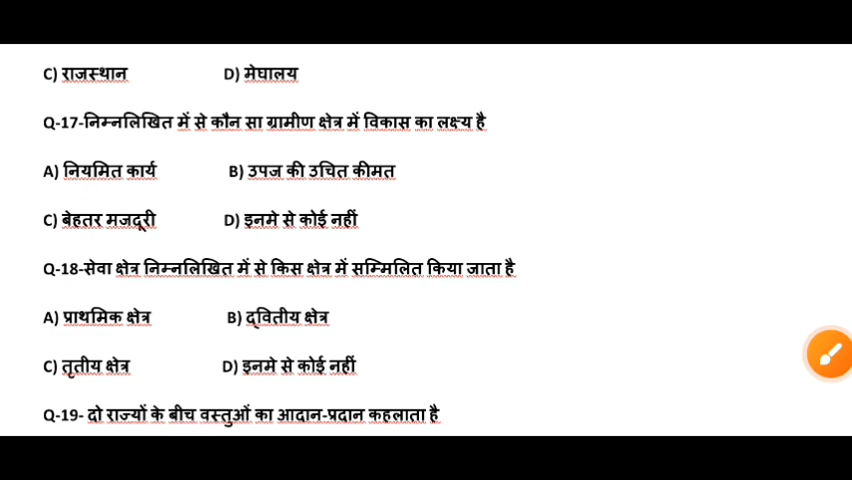 C) राजस्थान D) मेघालय
Q-17-निम्नलिखित में से कौन सा ग्रामीण क्षेत्र में विकास का लक्ष्य है
A) नियमित कार्य B) उपज की उचित कीमत
C) बेहतर मजदूरी D) इनमे से कोई नहीं
Q-18-सेवा क्षेत्र निम्नलिखित में से किस क्षेत्र में सम्मिलित किया जाता है
A) प्राथमिक क्षेत्र B) द्वितीय क्षेत्र
C) तृतीय क्षेत्र D) इनमे से कोई नहीं
Q-19- दो राज्यों के बीच वस्तुओं का आदान-प्रदान कहलाता है